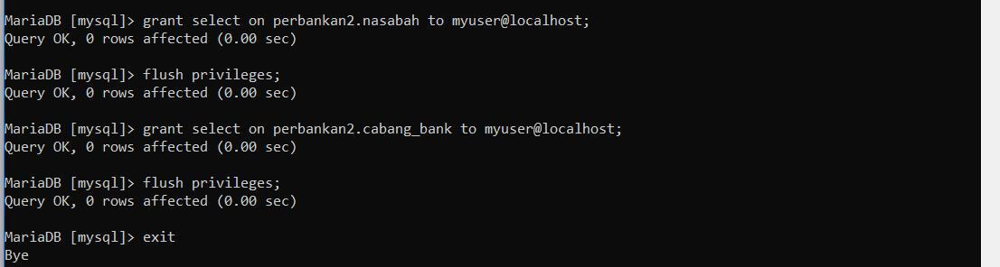 MariaDB [mysql]> grant select on perbankan2.nasabah to myuser@localhost;
Query OK, 0 rows affected (0.00 sec)
MariaDB [mysql]> flush privileges;
Query OK, 0 rows affected (0.00 sec)
MariaDB [mysql]> grant select on perbankan2.cabang_bank to myuser@localhost;
Query OK, 0 rows affected (0.00 sec)
MariaDB [mysql]> flush privileges;
Query OK, 0 rows affected (0.00 sec)
MariaDB [mysql]> exit
Bye